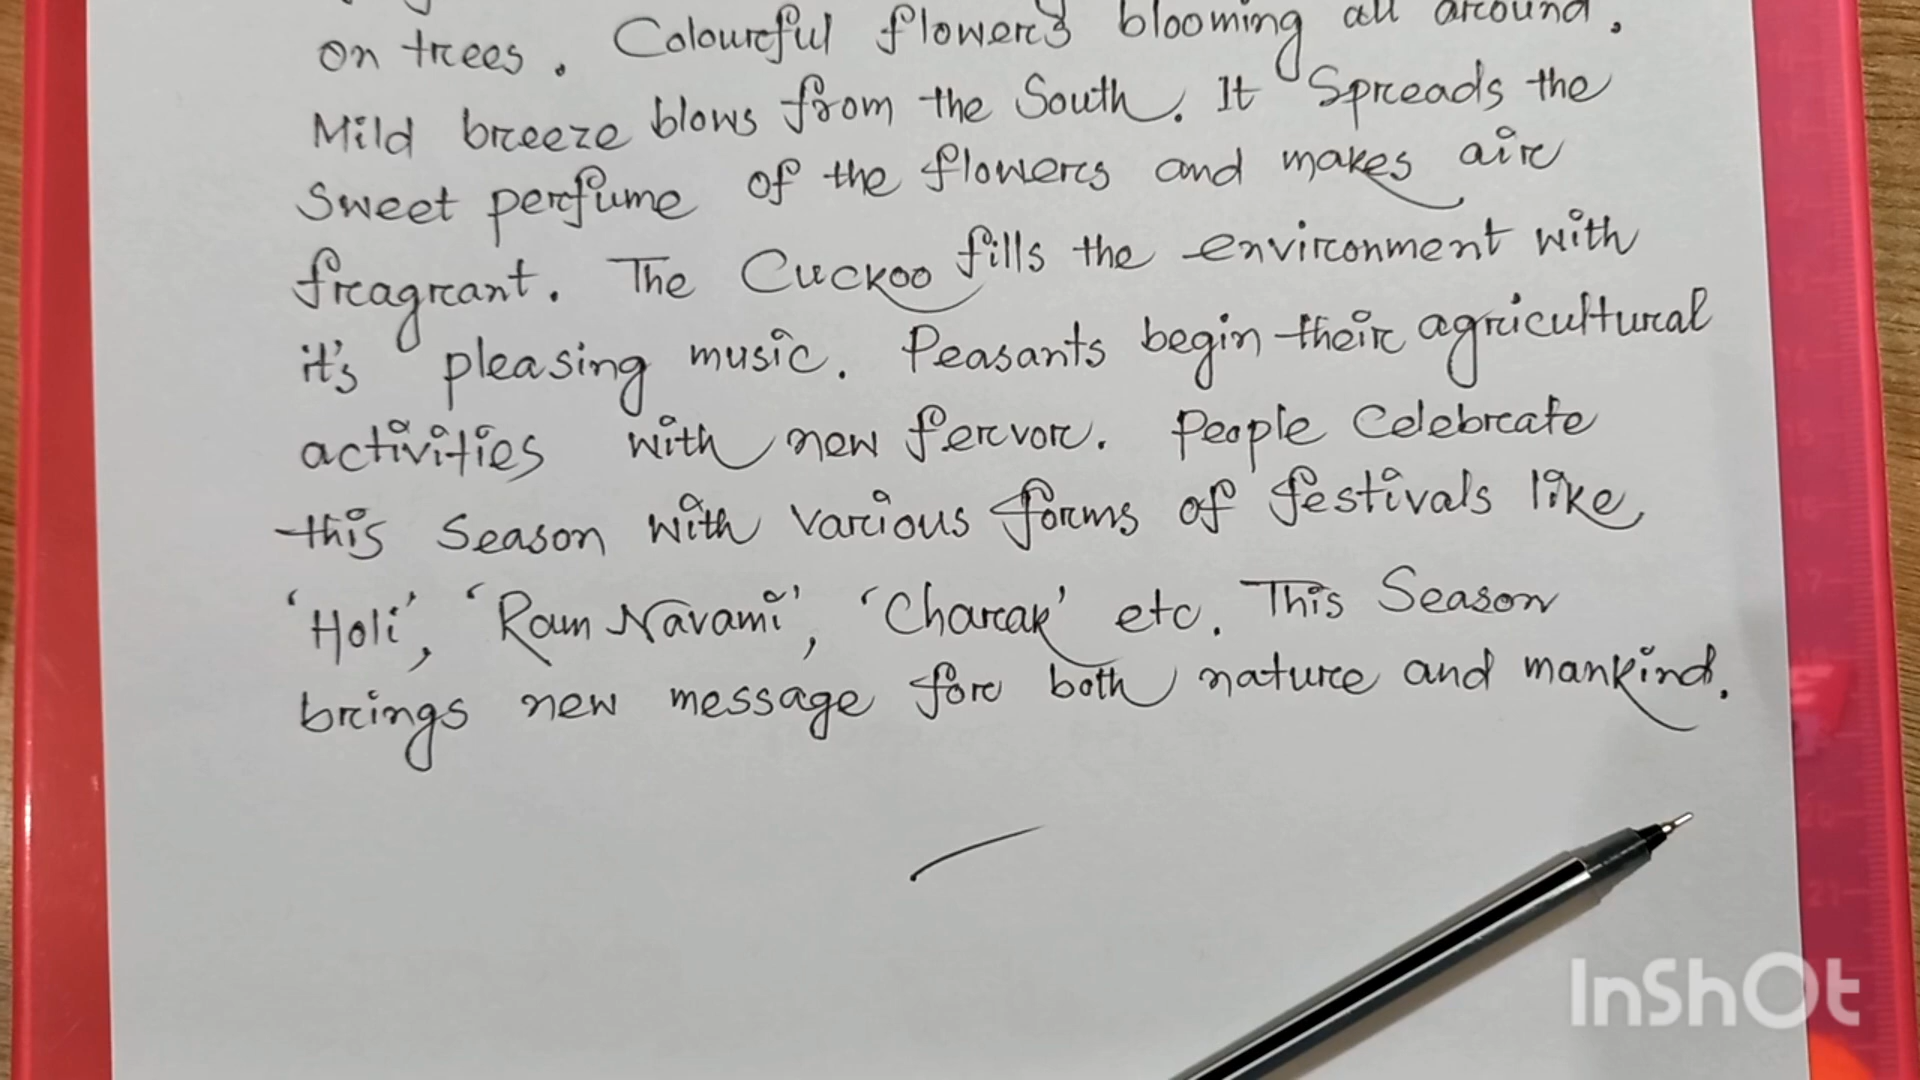 on trees. Colourful flowers blooming all around.
Mild breeze blows from the South. It Spreads the
Sweet perfume of the flowers and makes air
fragrant. The Cuckoo fills the environment with
it's pleasing music. Peasants begin their agricultural
activities with new fervor. People Celebrate
this Season with various forms of festivals like
'Holi', 'Ram Navami', 'Charak' etc. This Season
brings new message for both nature and mankind.
InShOt